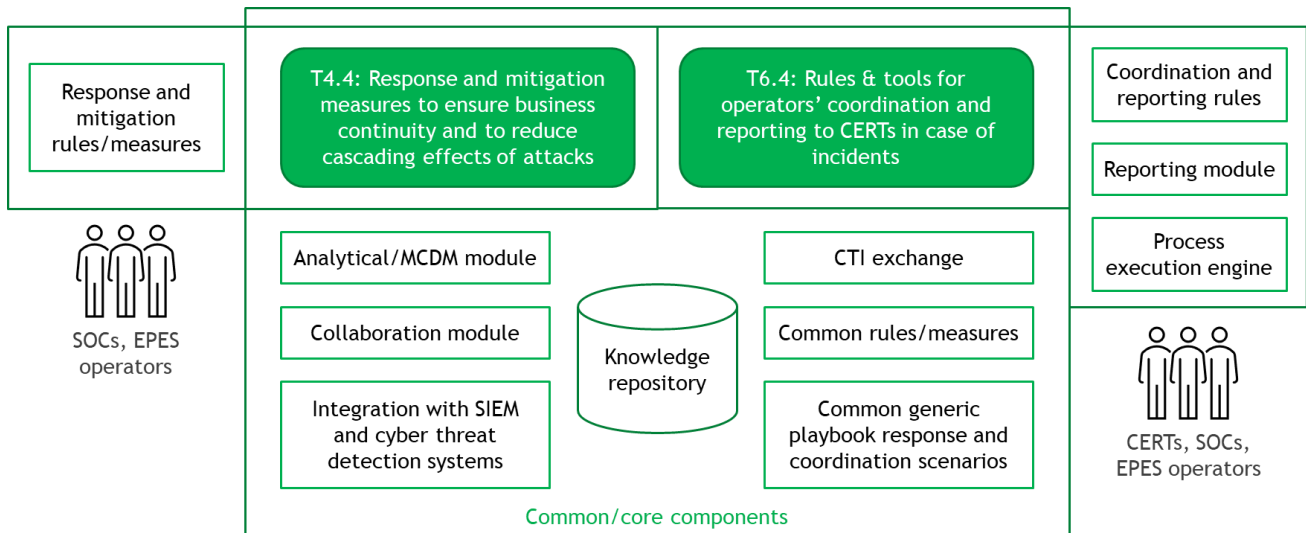 Response and
mitigation
rules/measures
T4.4: Response and mitigation
measures to ensure business
continuity and to reduce
cascading effects of attacks
T6.4: Rules & tools for
operators’ coordination and
reporting to CERTs in case of
incidents
Coordination and
reporting rules
Reporting module
Process
execution engine
SOCs, EPES
operators
Analytical/MCDM module
Collaboration module
Integration with SIEM
and cyber threat
detection systems
Knowledge
repository
CTI exchange
Common rules/measures
Common generic
playbook response and
coordination scenarios
CERTs, SOCs,
EPES operators
Common/core components